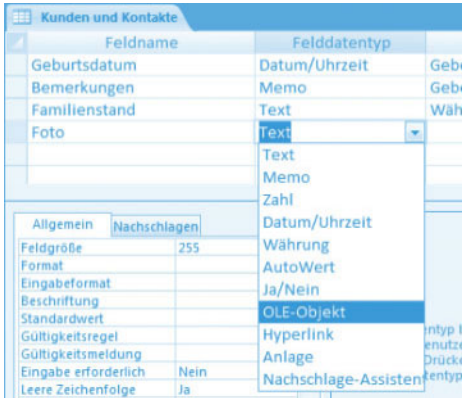 Kunden und Kontakte
Feldname Felddatentyp
Geburtsdatum Datum/Uhrzeit
Bemerkungen Memo
Familienstand Text
Foto Text
Text
Memo
Zahl
Datum/Uhrzeit
Währung
AutoWert
Ja/Nein
OLE-Objekt
Hyperlink
Anlage
Nachschlage-Assistent
Allgemein Nachschlagen
Feldgröße 255
Format
Eingabeformat
Beschriftung
Standardwert
Gültigkeitsregel
Gültigkeitsmeldung
Eingabe erforderlich Nein
Leere Zeichenfolge Ja